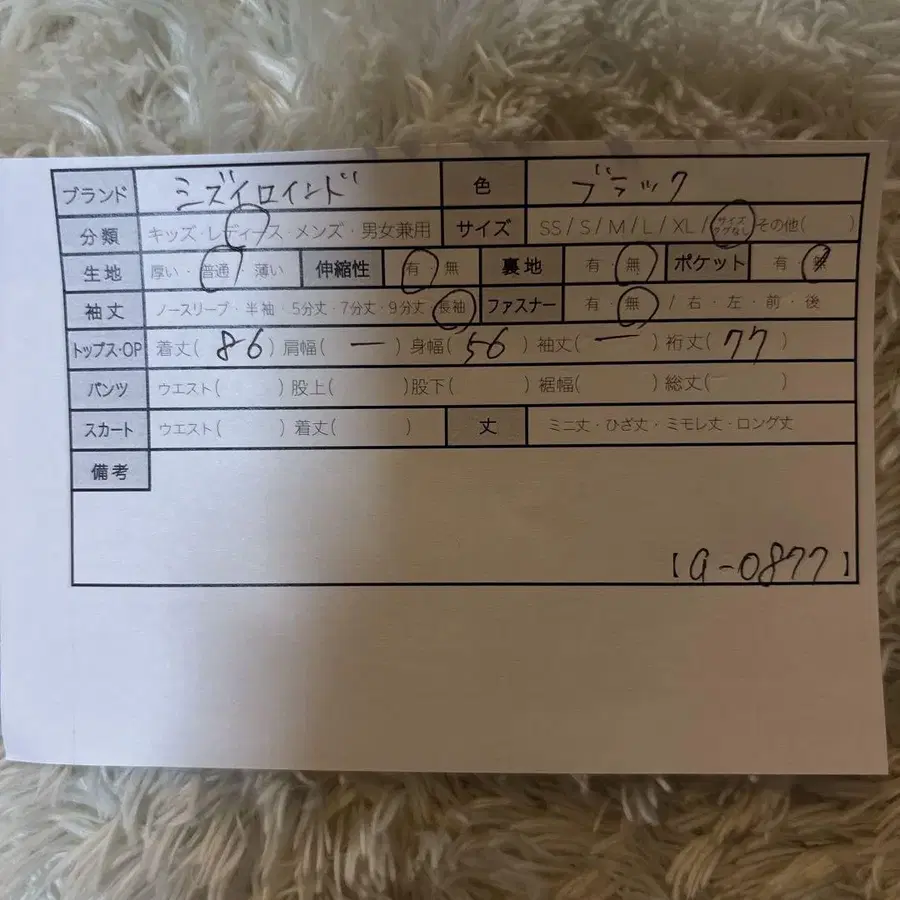 ブランド ミズイロインド 色 ブラック
分類 キッズ・レディース・メンズ・男女兼用 サイズ SS / S / M / L / XL / サイズタグなし その他( )
生地 厚い・普通・薄い 伸縮性 有・無 裏地 有・無 ポケット 有・無
袖丈 ノースリーブ・半袖・5分丈・7分丈・9分丈・長袖 ファスナー 有・無 / 右・左・前・後
トップス・OP 着丈( 86 ) 肩幅( ー ) 身幅( 56 ) 袖丈( ー ) 裄丈( 77 )
パンツ ウエスト( ) 股上( ) 股下( ) 裾幅( ) 総丈( )
スカート ウエスト( ) 着丈( ) 丈 ミニ丈・ひざ丈・ミモレ丈・ロング丈
備考
【a-0877】